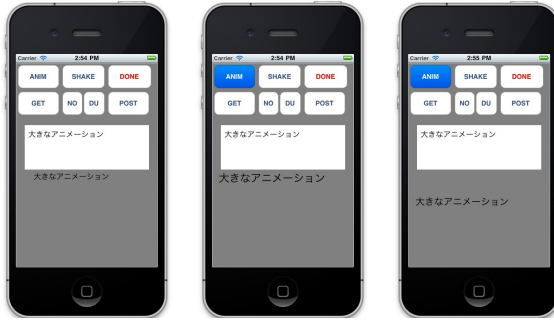 Carrier 2:54 PM
ANIM SHAKE DONE
GET NO DU POST
大きなアニメーション
大きなアニメーション
Carrier 2:54 PM
ANIM SHAKE DONE
GET NO DU POST
大きなアニメーション
大きなアニメーション
Carrier 2:55 PM
ANIM SHAKE DONE
GET NO DU POST
大きなアニメーション
大きなアニメーション